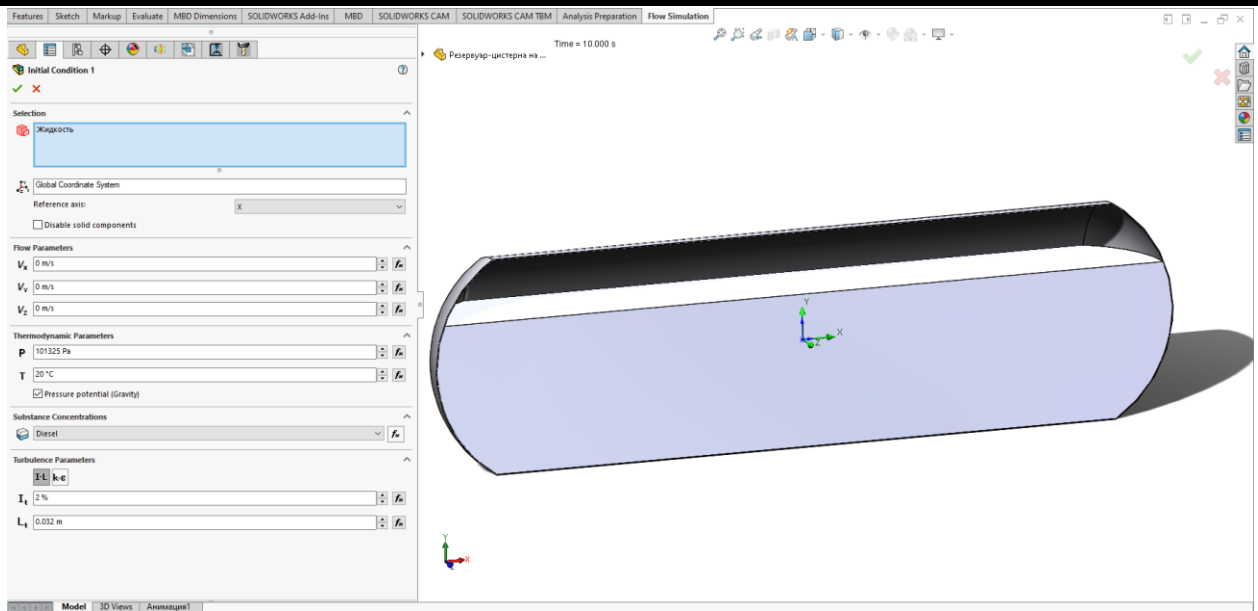 Features Sketch Markup Evaluate MBD Dimensions SOLIDWORKS Add-Ins MBD SOLIDWORKS CAM SOLIDWORKS CAM TBM Analysis Preparation Flow Simulation
Time = 10.000 s
Резервуар-цистерна на ...
Initial Condition 1
Selection
Жидкость
Global Coordinate System
Reference axis: X
Disable solid components
Flow Parameters
Vx 0 m/s
VY 0 m/s
VZ 0 m/s
Thermodynamic Parameters
P 101325 Pa
T 20 °C
Pressure potential (Gravity)
Substance Concentrations
Diesel
Turbulence Parameters
I-L k-ε
It 2 %
Lt 0.032 m
Y
X
Z
Y
X
Model 3D Views Анимация1